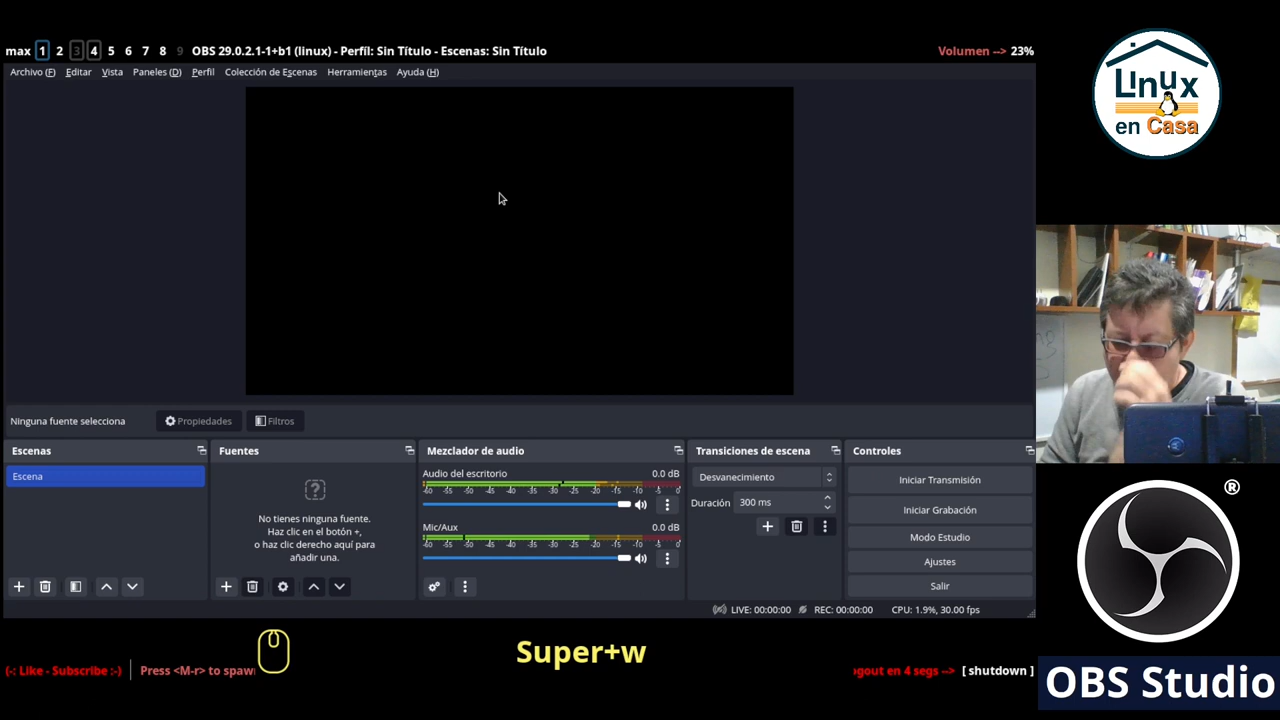 max 1 2 3 4 5 6 7 8 9 OBS 29.0.2.1-1+b1 (linux) - Perfil: Sin Título - Escenas: Sin Título
Volumen --> 23%
Archivo (F) Editar Vista Paneles (D) Perfil Colección de Escenas Herramientas Ayuda (H)
Linux
en Casa
Ninguna fuente selecciona
Propiedades
Filtros
Escenas
Fuentes
Mezclador de audio
Transiciones de escena
Controles
Escena
No tienes ninguna fuente.
Haz clic en el botón +,
o haz clic derecho aquí para
añadir una.
Audio del escritorio 0.0 dB
-60 -55 -50 -45 -40 -35 -30 -25 -20 -15 -10 -5 0
Mic/Aux 0.0 dB
-60 -55 -50 -45 -40 -35 -30 -25 -20 -15 -10 -5 0
Desvanecimiento
Duración 300 ms
Iniciar Transmisión
Iniciar Grabación
Modo Estudio
Ajustes
Salir
LIVE: 00:00:00 REC: 00:00:00 CPU: 1.9%, 30.00 fps
®
Super+w
(-: Like - Subscribe :-) Press <M-r> to spaw
gout en 4 segs --> [ shutdown ]
OBS Studio